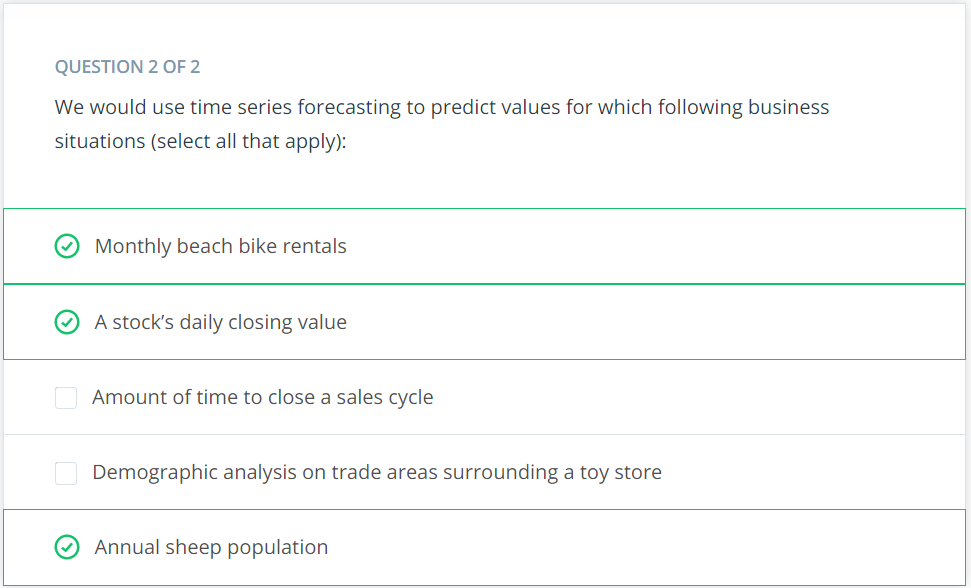 QUESTION 2 OF 2
We would use time series forecasting to predict values for which following business
situations (select all that apply):
Monthly beach bike rentals
A stock’s daily closing value
Amount of time to close a sales cycle
Demographic analysis on trade areas surrounding a toy store
Annual sheep population